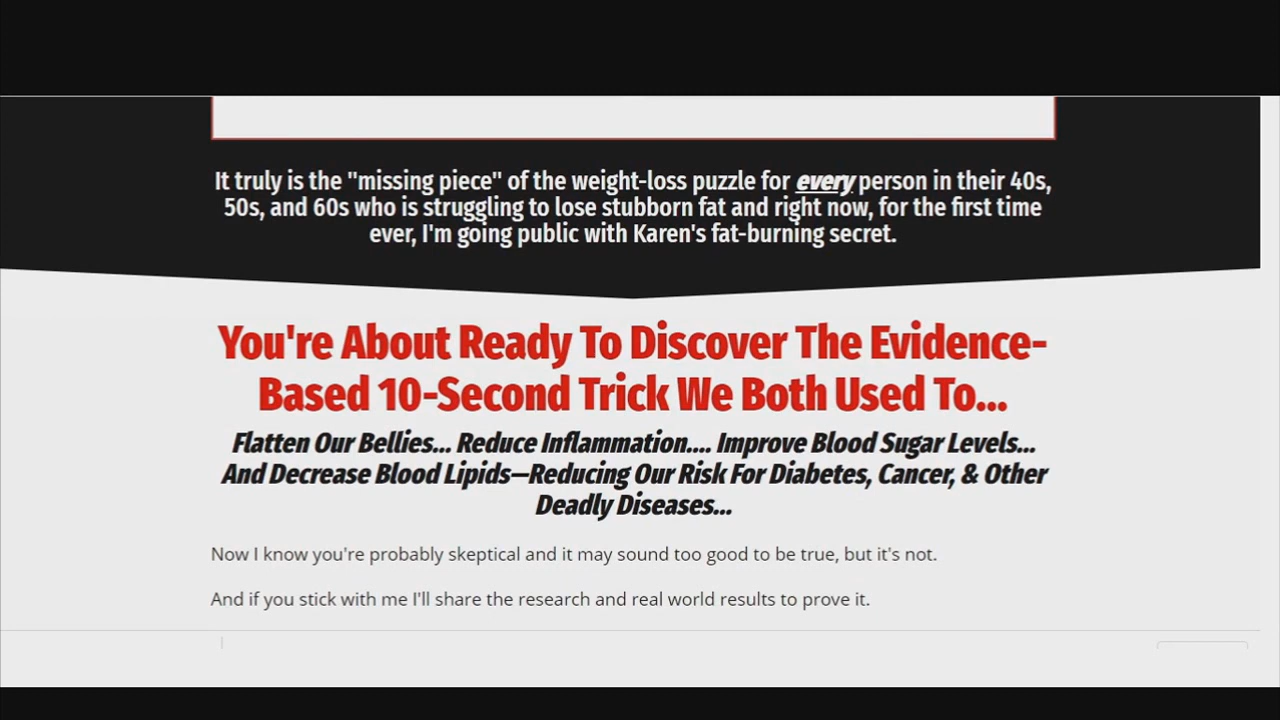 It truly is the "missing piece" of the weight-loss puzzle for every person in their 40s,
50s, and 60s who is struggling to lose stubborn fat and right now, for the first time
ever, I'm going public with Karen's fat-burning secret.
You're About Ready To Discover The Evidence-
Based 10-Second Trick We Both Used To...
Flatten Our Bellies... Reduce Inflammation.... Improve Blood Sugar Levels...
And Decrease Blood Lipids—Reducing Our Risk For Diabetes, Cancer, & Other
Deadly Diseases...
Now I know you're probably skeptical and it may sound too good to be true, but it's not.
And if you stick with me I'll share the research and real world results to prove it.